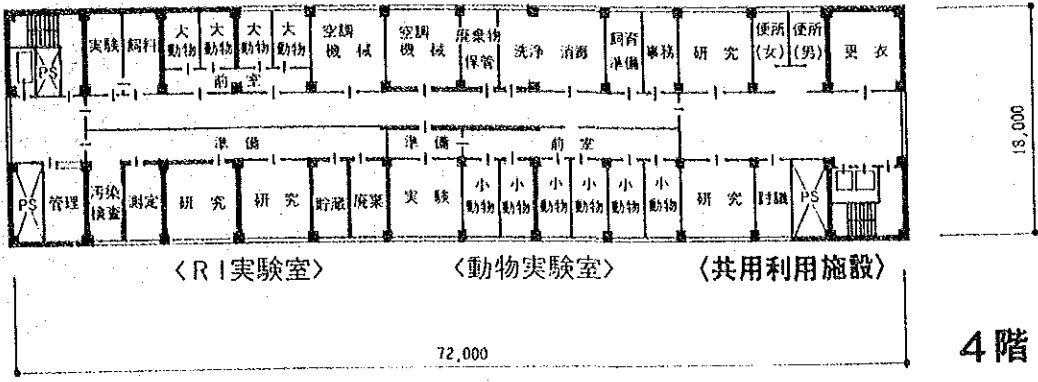 PS
実験
飼料
大動物
大動物
大動物
大動物
前室
空調機械
空調機械
廃棄物保管
洗浄 消毒
飼育準備
事務
研究
便所(女)
便所(男)
更衣
準備
準備
前室
PS
管理
汚染検査
測定
研究
研究
貯蔵
廃棄
実験
小動物
小動物
小動物
小動物
小動物
小動物
研究
討議
PS
〈RI実験室〉
〈動物実験室〉
〈共用利用施設〉
18,000
72,000
4階